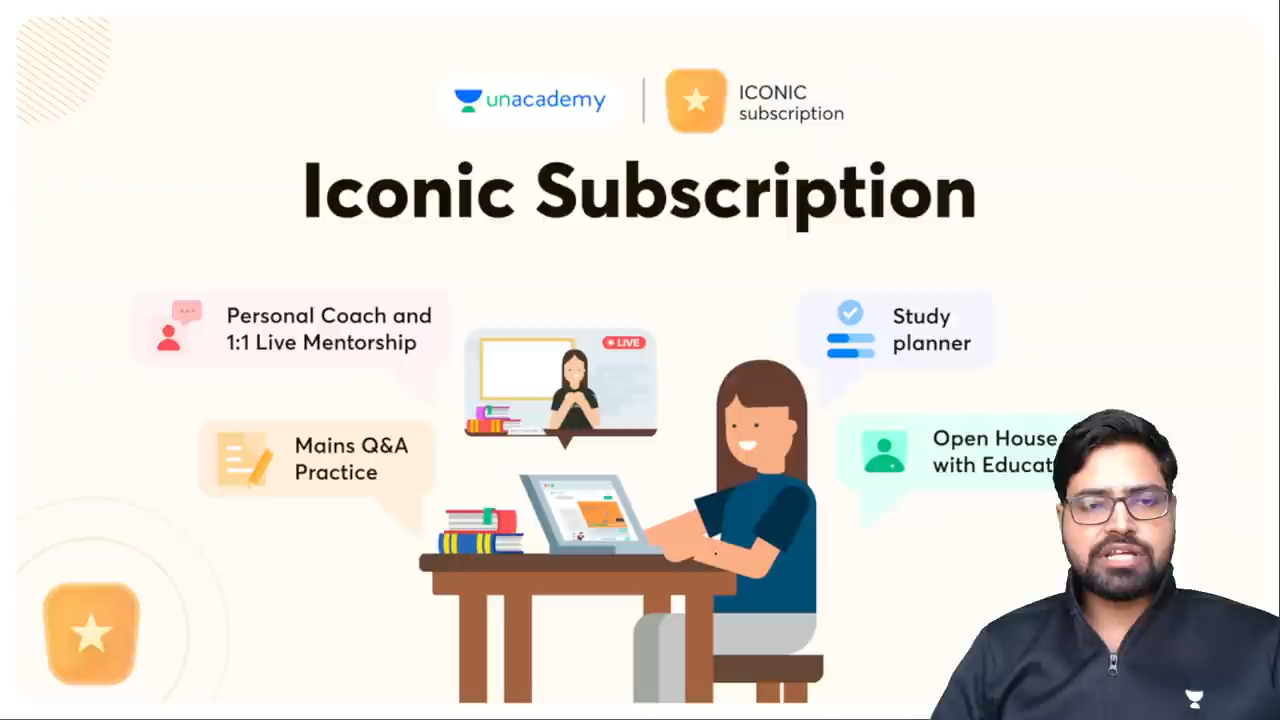 unacademy
ICONIC
subscription
Iconic Subscription
Personal Coach and
1:1 Live Mentorship
LIVE
Study
planner
Mains Q&A
Practice
Open House
with